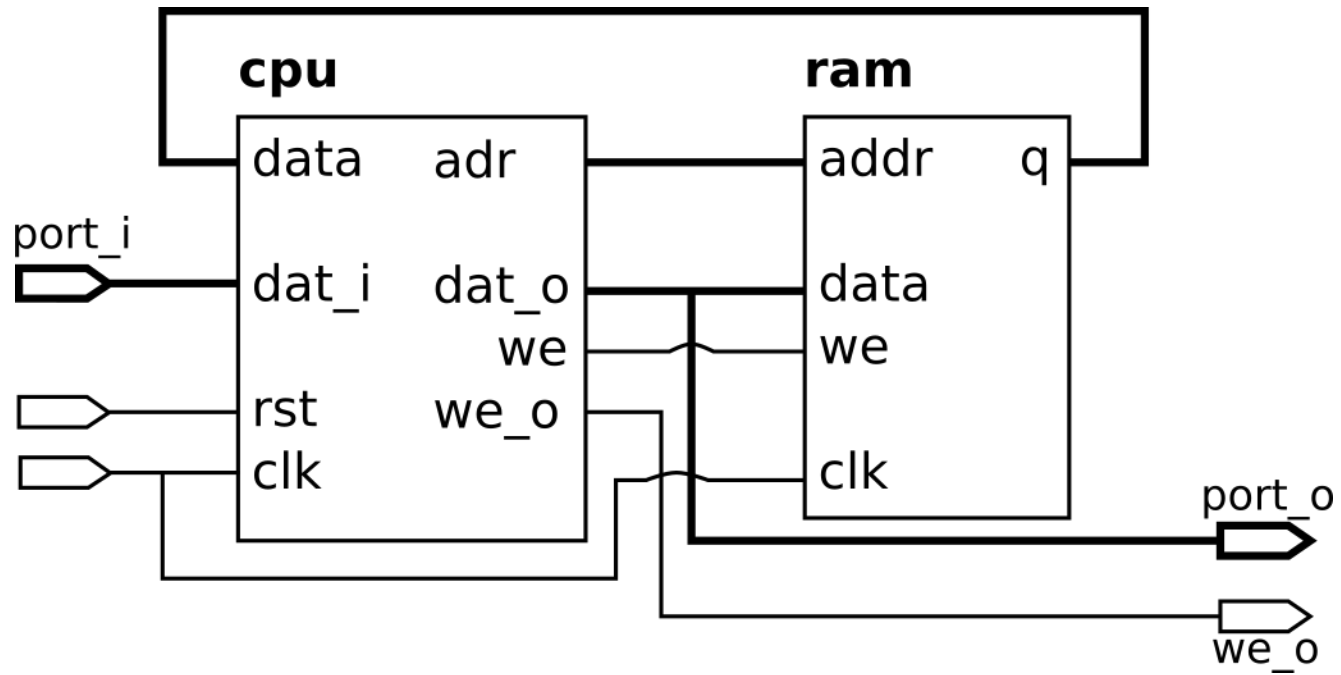 cpu
ram
data adr
addr q
port_i
dat_i dat_o
data
we
we
rst we_o
clk
clk
port_o
we_o